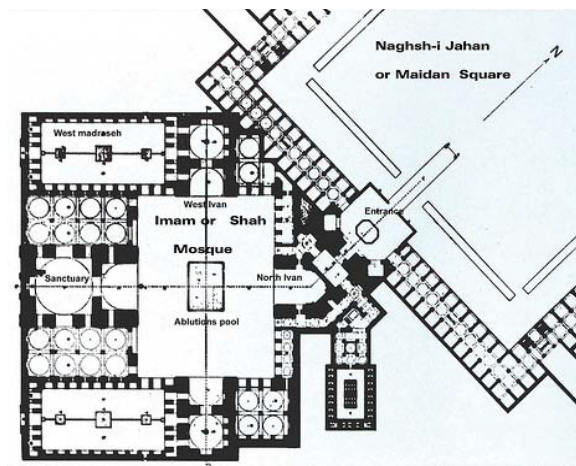 Naghsh-i Jahan
or Maidan Square
N
West madraseh
West Ivan
Imam or Shah
Mosque
Entrance
Sanctuary
North Ivan
Ablutions pool